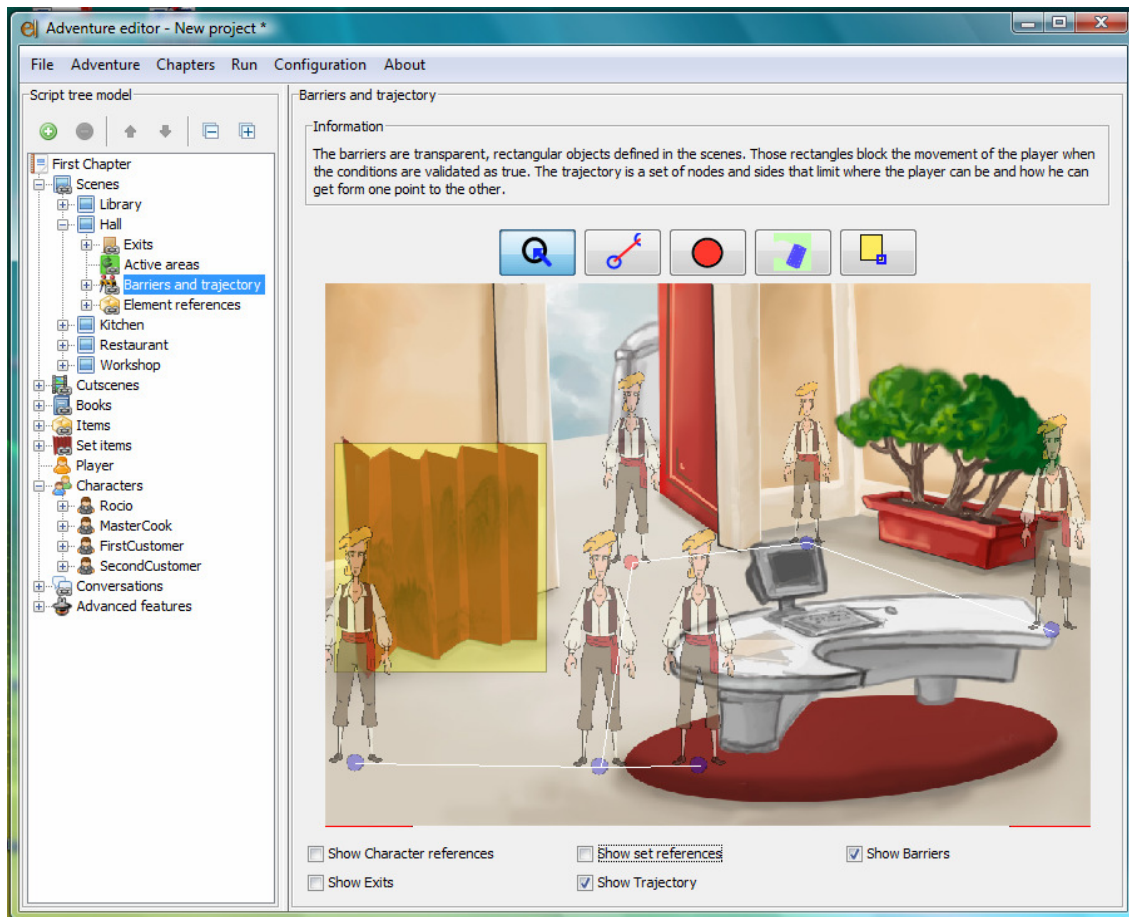 Adventure editor - New project *
File Adventure Chapters Run Configuration About
Script tree model
First Chapter
Scenes
Library
Hall
Exits
Active areas
Barriers and trajectory
Element references
Kitchen
Restaurant
Workshop
Cutscenes
Books
Items
Set items
Player
Characters
Rocio
MasterCook
FirstCustomer
SecondCustomer
Conversations
Advanced features
Barriers and trajectory
Information
The barriers are transparent, rectangular objects defined in the scenes. Those rectangles block the movement of the player when
the conditions are validated as true. The trajectory is a set of nodes and sides that limit where the player can be and how he can
get form one point to the other.
Show Character references
Show set references
Show Barriers
Show Exits
Show Trajectory